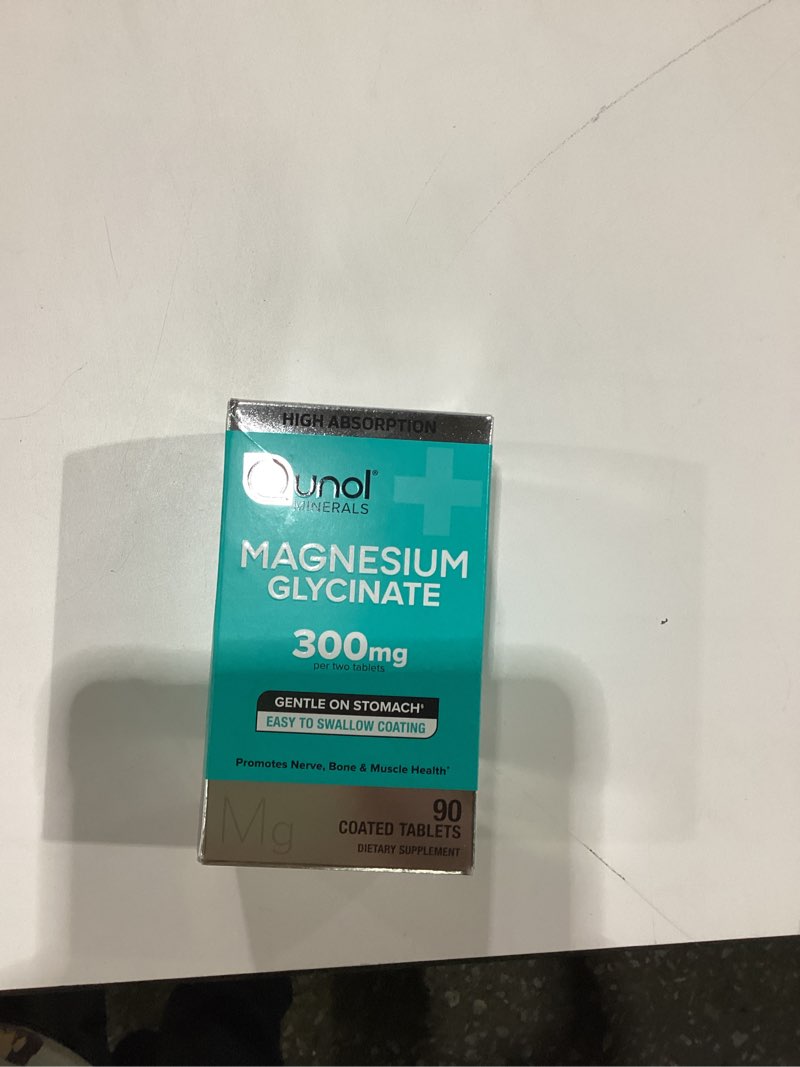 HIGH ABSORPTION
Qunol®
MINERALS
MAGNESIUM
GLYCINATE
300mg
per two tablets
GENTLE ON STOMACH◊
EASY TO SWALLOW COATING
Promotes Nerve, Bone & Muscle Health*
Mg
90
COATED TABLETS
DIETARY SUPPLEMENT